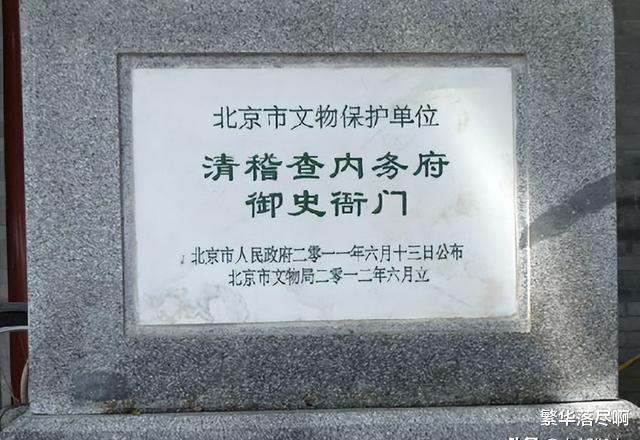 北京市文物保护单位
清稽查内务府
御史衙门
北京市人民政府二零一一年六月十三日公布
北京市文物局二零一二年六月立
繁华落尽啊